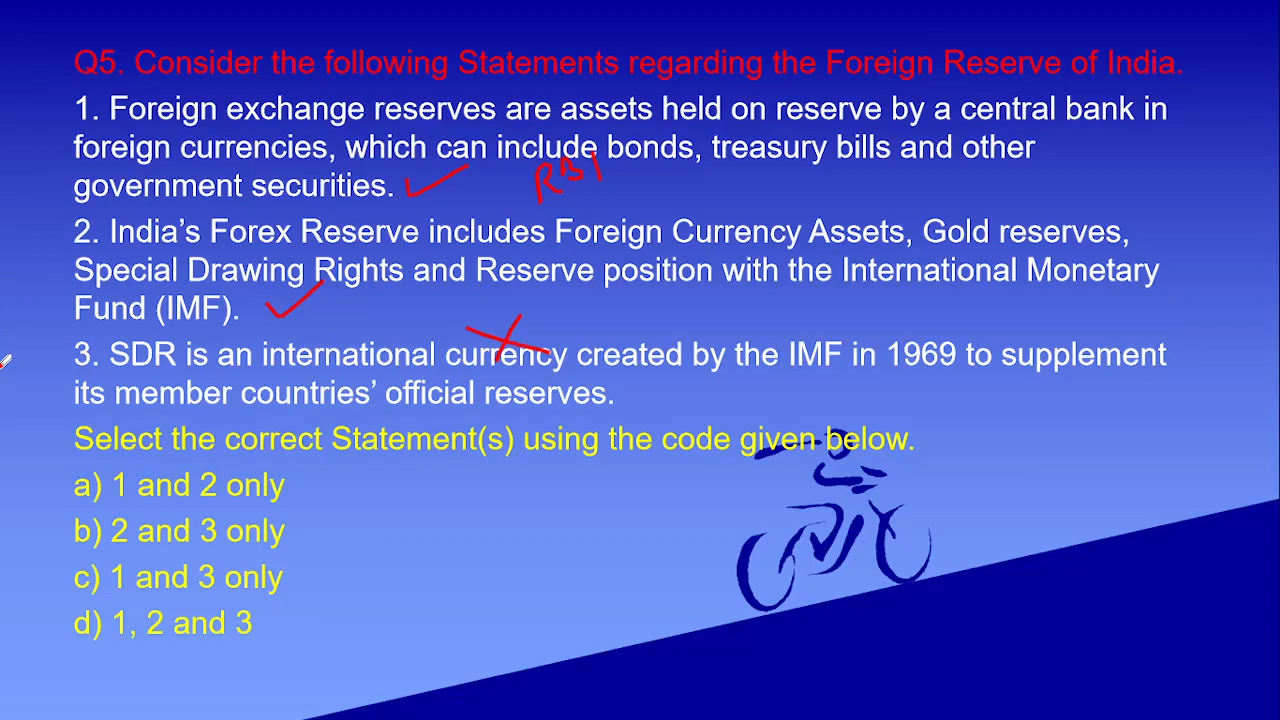 Q5. Consider the following Statements regarding the Foreign Reserve of India.
1. Foreign exchange reserves are assets held on reserve by a central bank in
foreign currencies, which can include bonds, treasury bills and other
government securities.
RBI
2. India's Forex Reserve includes Foreign Currency Assets, Gold reserves,
Special Drawing Rights and Reserve position with the International Monetary
Fund (IMF).
3. SDR is an international currency created by the IMF in 1969 to supplement
its member countries' official reserves.
Select the correct Statement(s) using the code given below.
a) 1 and 2 only
b) 2 and 3 only
c) 1 and 3 only
d) 1, 2 and 3